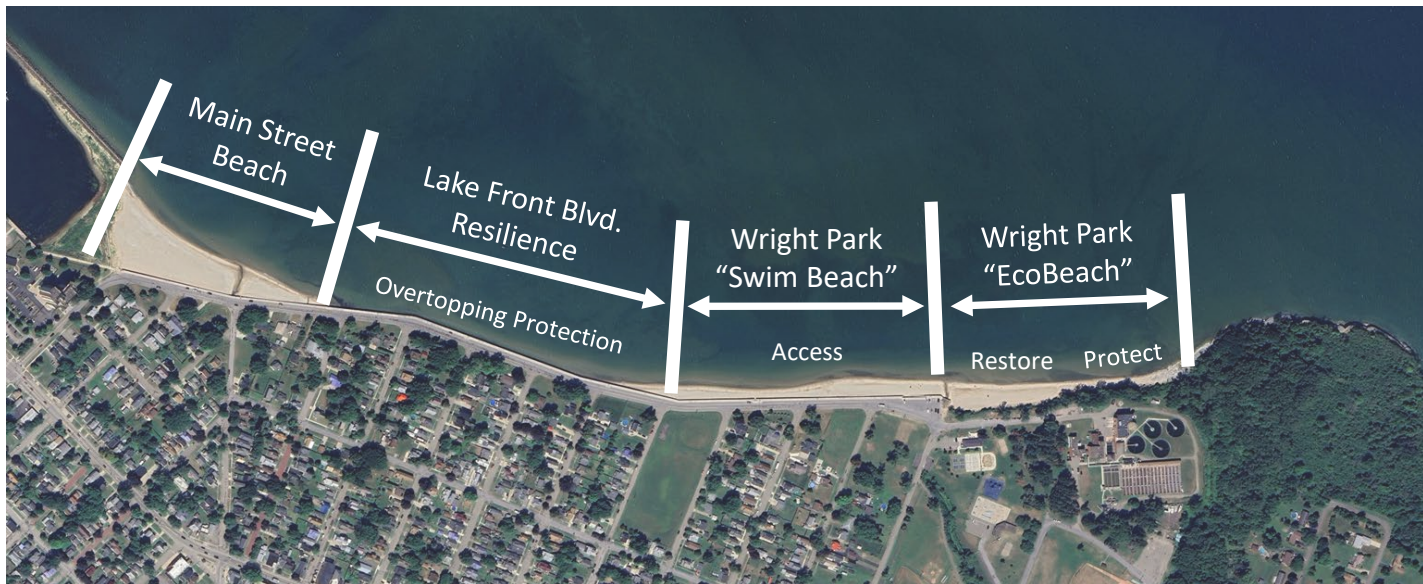 Main Street
Beach
Lake Front Blvd.
Resilience
Overtopping Protection
Wright Park
“Swim Beach”
Access
Wright Park
“EcoBeach”
Restore
Protect